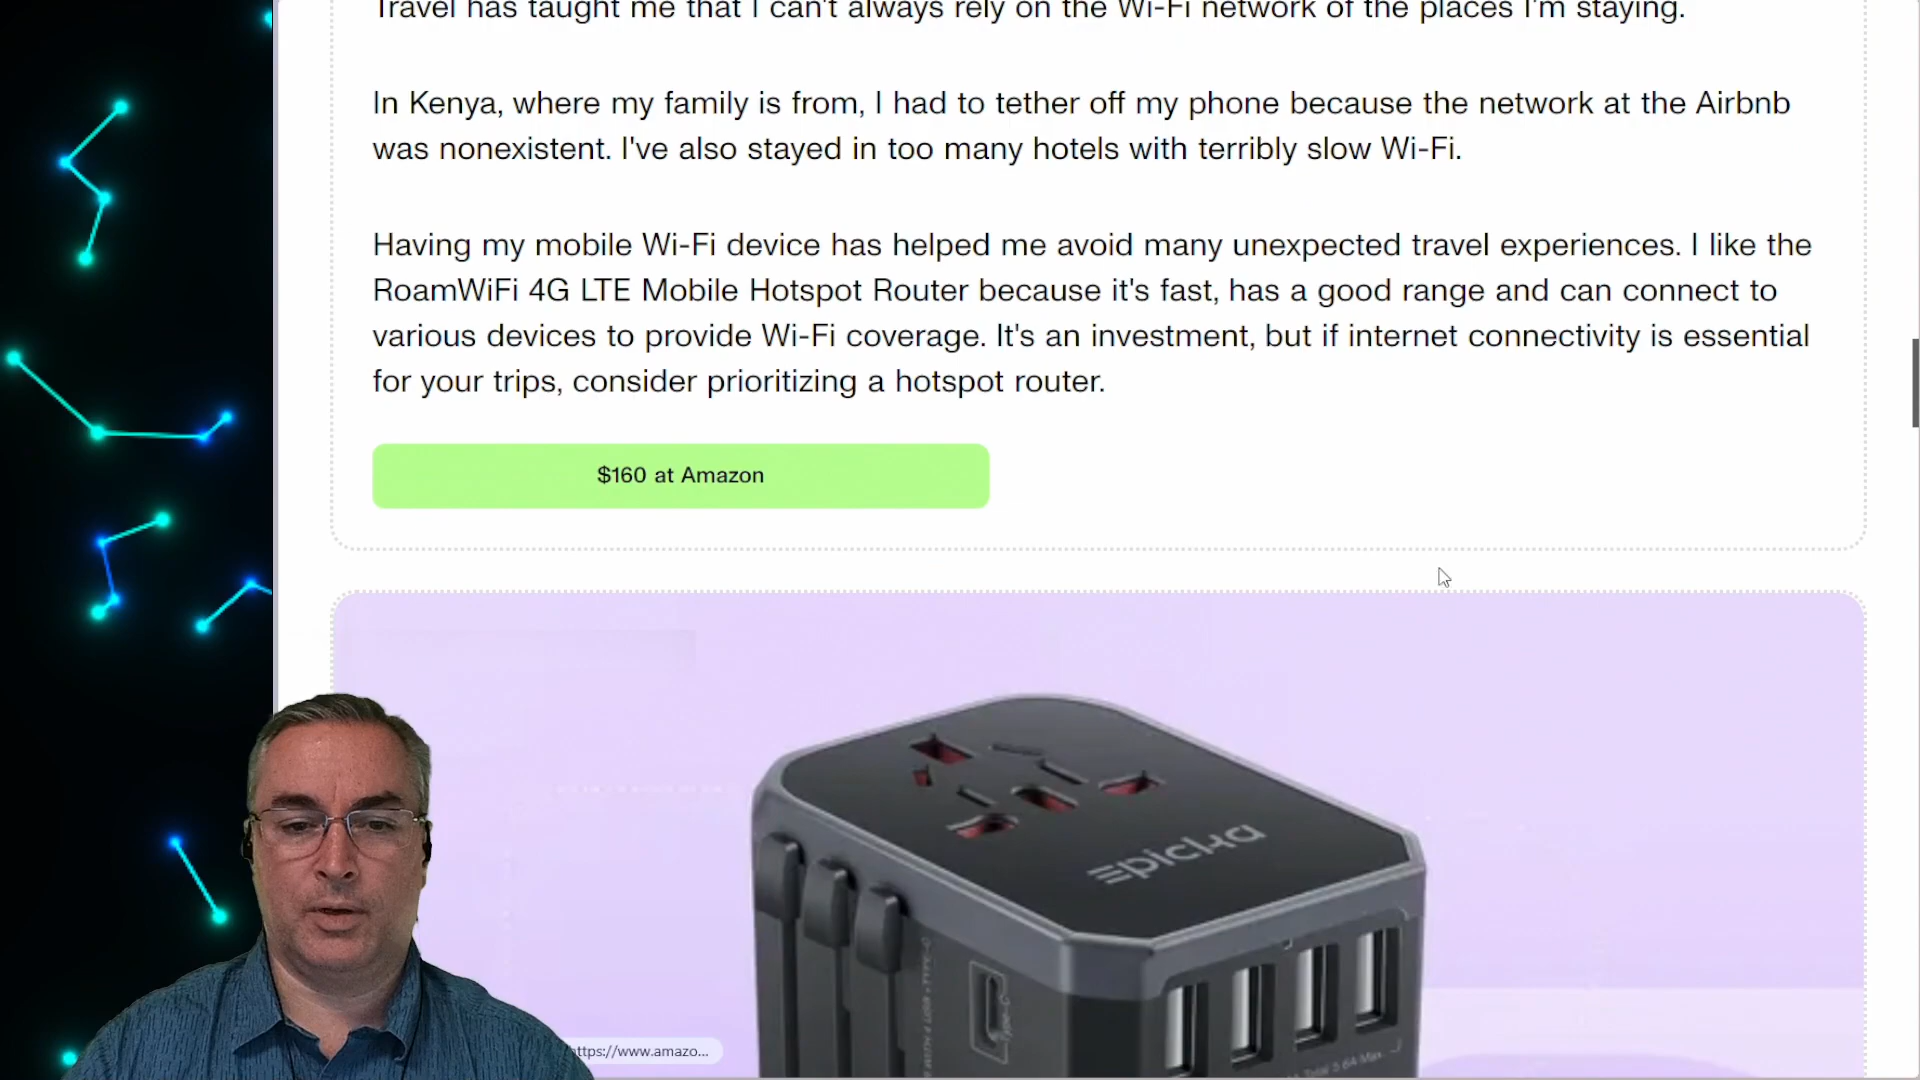 Travel has taught me that I can't always rely on the Wi-Fi network of the places I'm staying.
In Kenya, where my family is from, I had to tether off my phone because the network at the Airbnb
was nonexistent. I've also stayed in too many hotels with terribly slow Wi-Fi.
Having my mobile Wi-Fi device has helped me avoid many unexpected travel experiences. I like the
RoamWiFi 4G LTE Mobile Hotspot Router because it's fast, has a good range and can connect to
various devices to provide Wi-Fi coverage. It's an investment, but if internet connectivity is essential
for your trips, consider prioritizing a hotspot router.
$160 at Amazon
epicka
https://www.amazo...